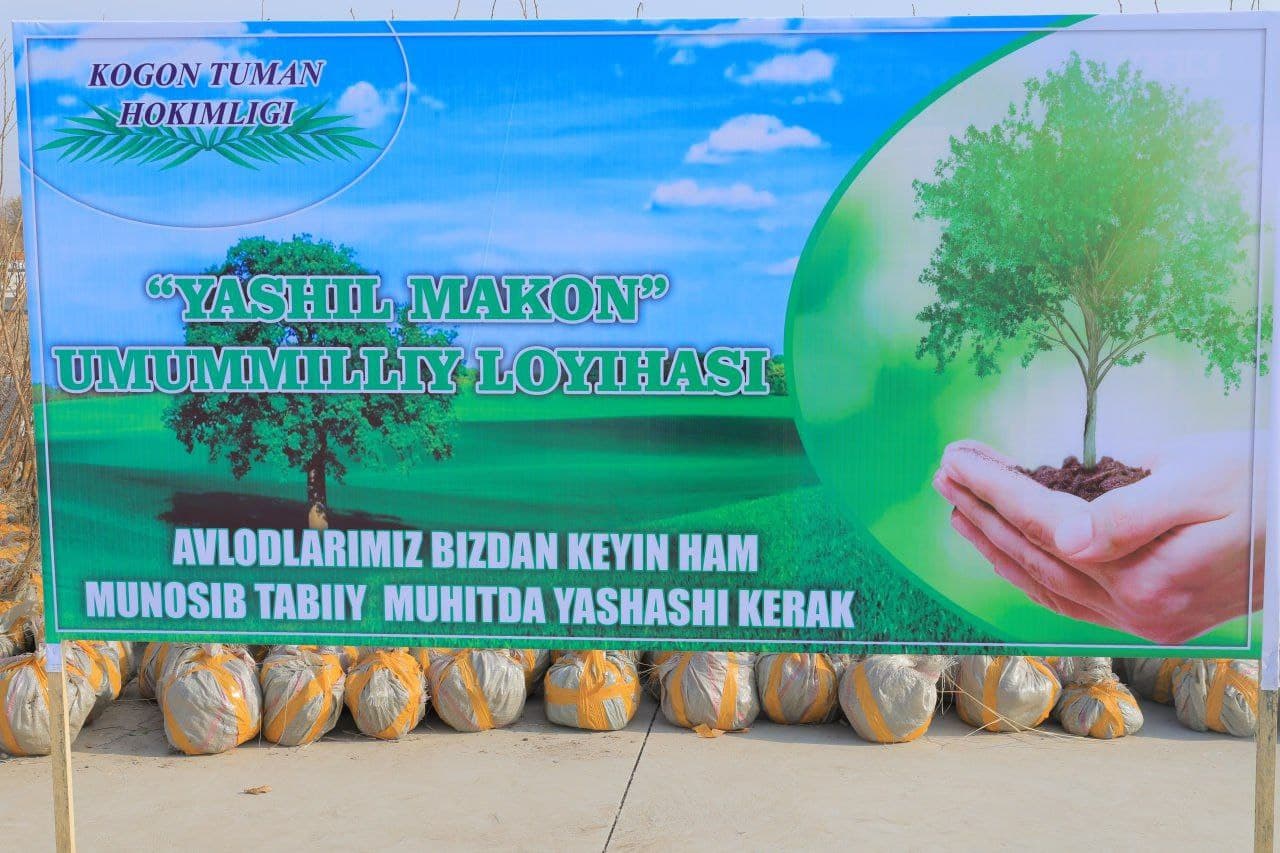 KOGON TUMAN
HOKIMLIGI
“YASHIL MAKON”
UMUMMILLIY LOYIHASI
AVLODLARIMIZ BIZDAN KEYIN HAM
MUNOSIB TABIIY MUHITDA YASHASHI KERAK